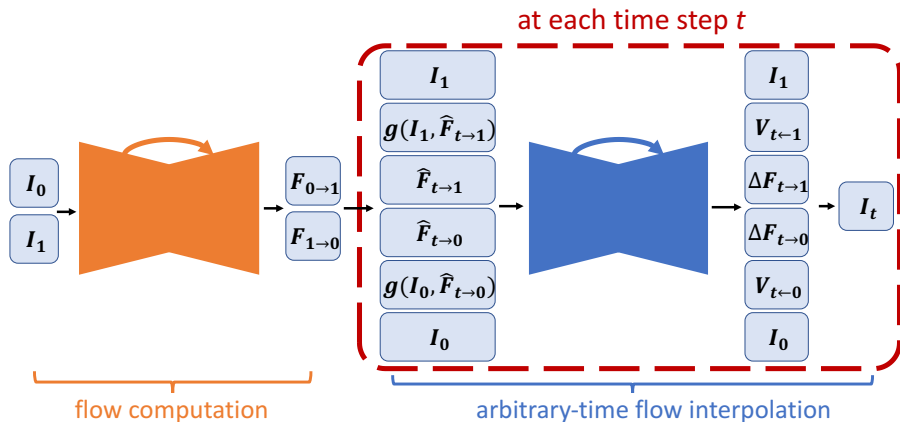 at each time step t
I₀
I₁
F₀→₁
F₁→₀
I₁
g(I₁, F̂ₜ→₁)
F̂ₜ→₁
F̂ₜ→₀
g(I₀, F̂ₜ→₀)
I₀
I₁
Vₜ←₁
ΔFₜ→₁
ΔFₜ→₀
Vₜ←₀
I₀
Iₜ
flow computation
arbitrary-time flow interpolation